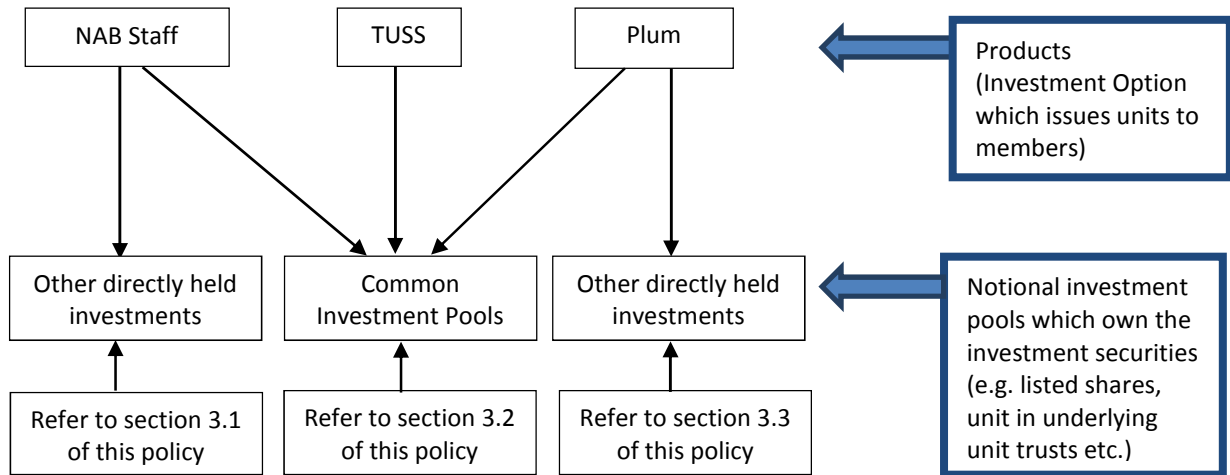 NAB Staff
TUSS
Plum
Products
(Investment Option
which issues units to
members)
Other directly held
investments
Common
Investment Pools
Other directly held
investments
Notional investment
pools which own the
investment securities
(e.g. listed shares,
unit in underlying
unit trusts etc.)
Refer to section 3.1
of this policy
Refer to section 3.2
of this policy
Refer to section 3.3
of this policy